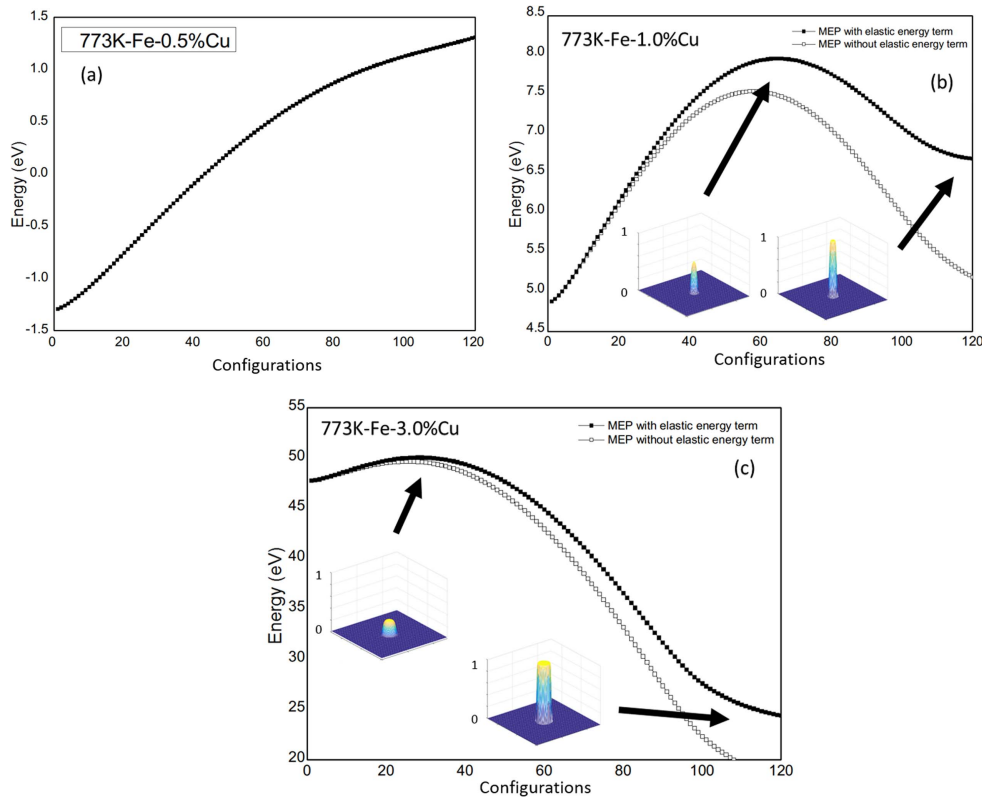 773K-Fe-0.5%Cu
(a)
Energy (eV)
1.5
1.0
0.5
0.0
-0.5
-1.0
-1.5
0 20 40 60 80 100 120
Configurations
773K-Fe-1.0%Cu
MEP with elastic energy term
MEP without elastic energy term
(b)
Energy (eV)
8.5
8.0
7.5
7.0
6.5
6.0
5.5
5.0
4.5
1
0
1
0
0 20 40 60 80 100 120
Configurations
773K-Fe-3.0%Cu
MEP with elastic energy term
MEP without elastic energy term
(c)
Energy (eV)
55
50
45
40
35
30
25
20
1
0
1
0
0 20 40 60 80 100 120
Configurations